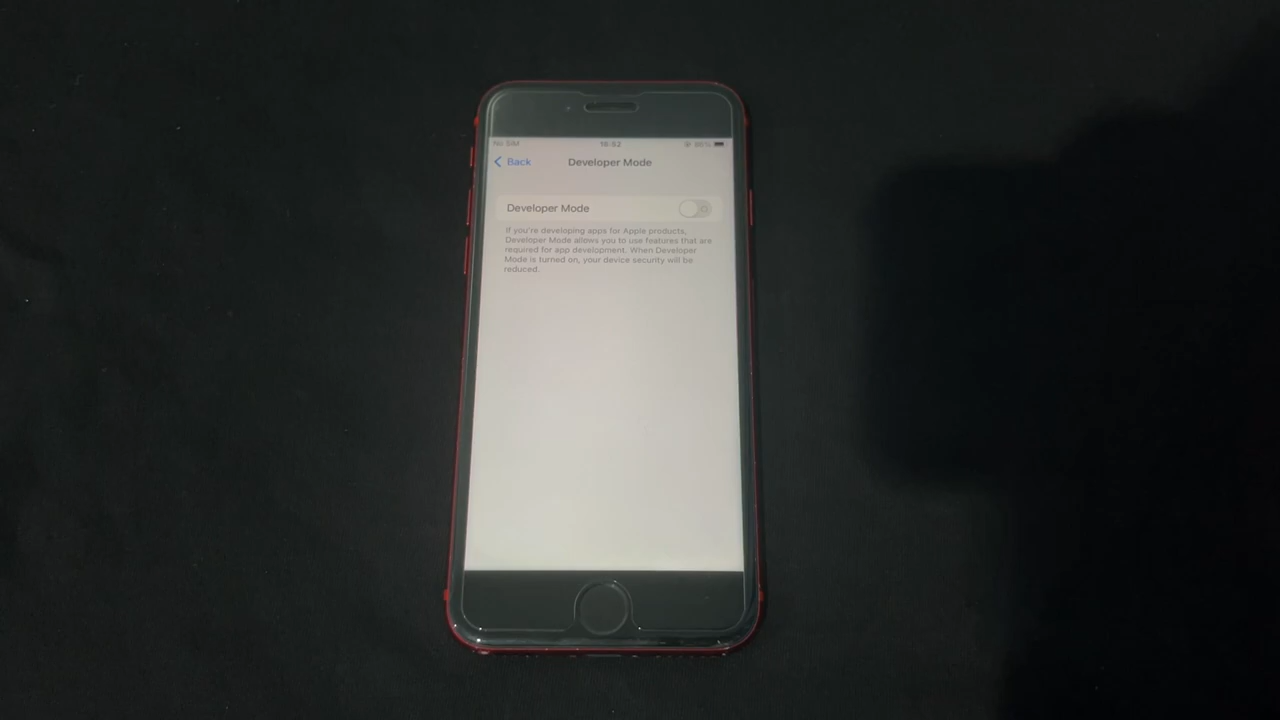 No SIM 18:52 86%
Back Developer Mode
Developer Mode
If you're developing apps for Apple products,
Developer Mode allows you to use features that are
required for app development. When Developer
Mode is turned on, your device security will be
reduced.